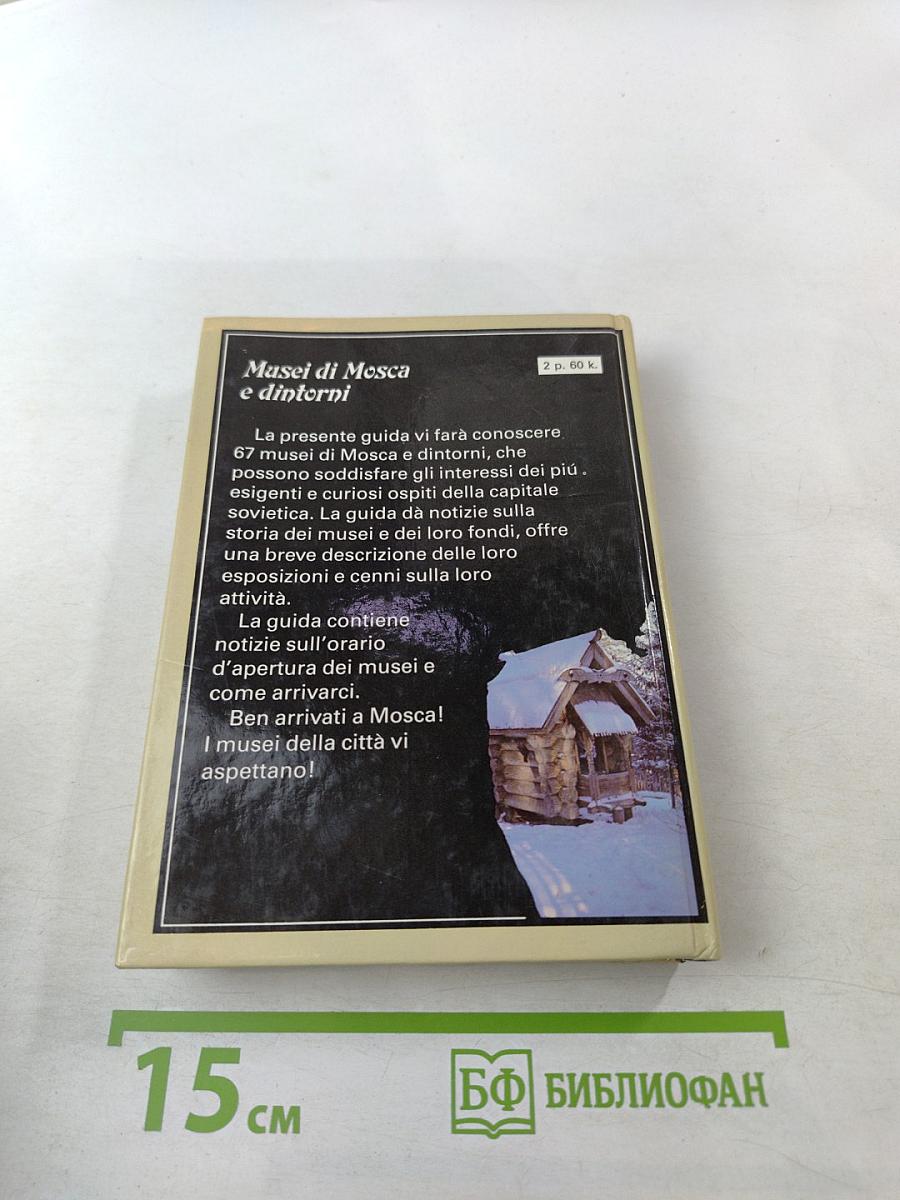 Musei di Mosca
e dintorni
2 р. 60 к.
La presente guida vi farà conoscere
67 musei di Mosca e dintorni, che
possono soddisfare gli interessi dei piú
esigenti e curiosi ospiti della capitale
sovietica. La guida dà notizie sulla
storia dei musei e dei loro fondi, offre
una breve descrizione delle loro
esposizioni e cenni sulla loro
attività.
La guida contiene
notizie sull'orario
d'apertura dei musei e
come arrivarci.
Ben arrivati a Mosca!
I musei della città vi
aspettano!
15 см
БФ БИБЛИОФАН